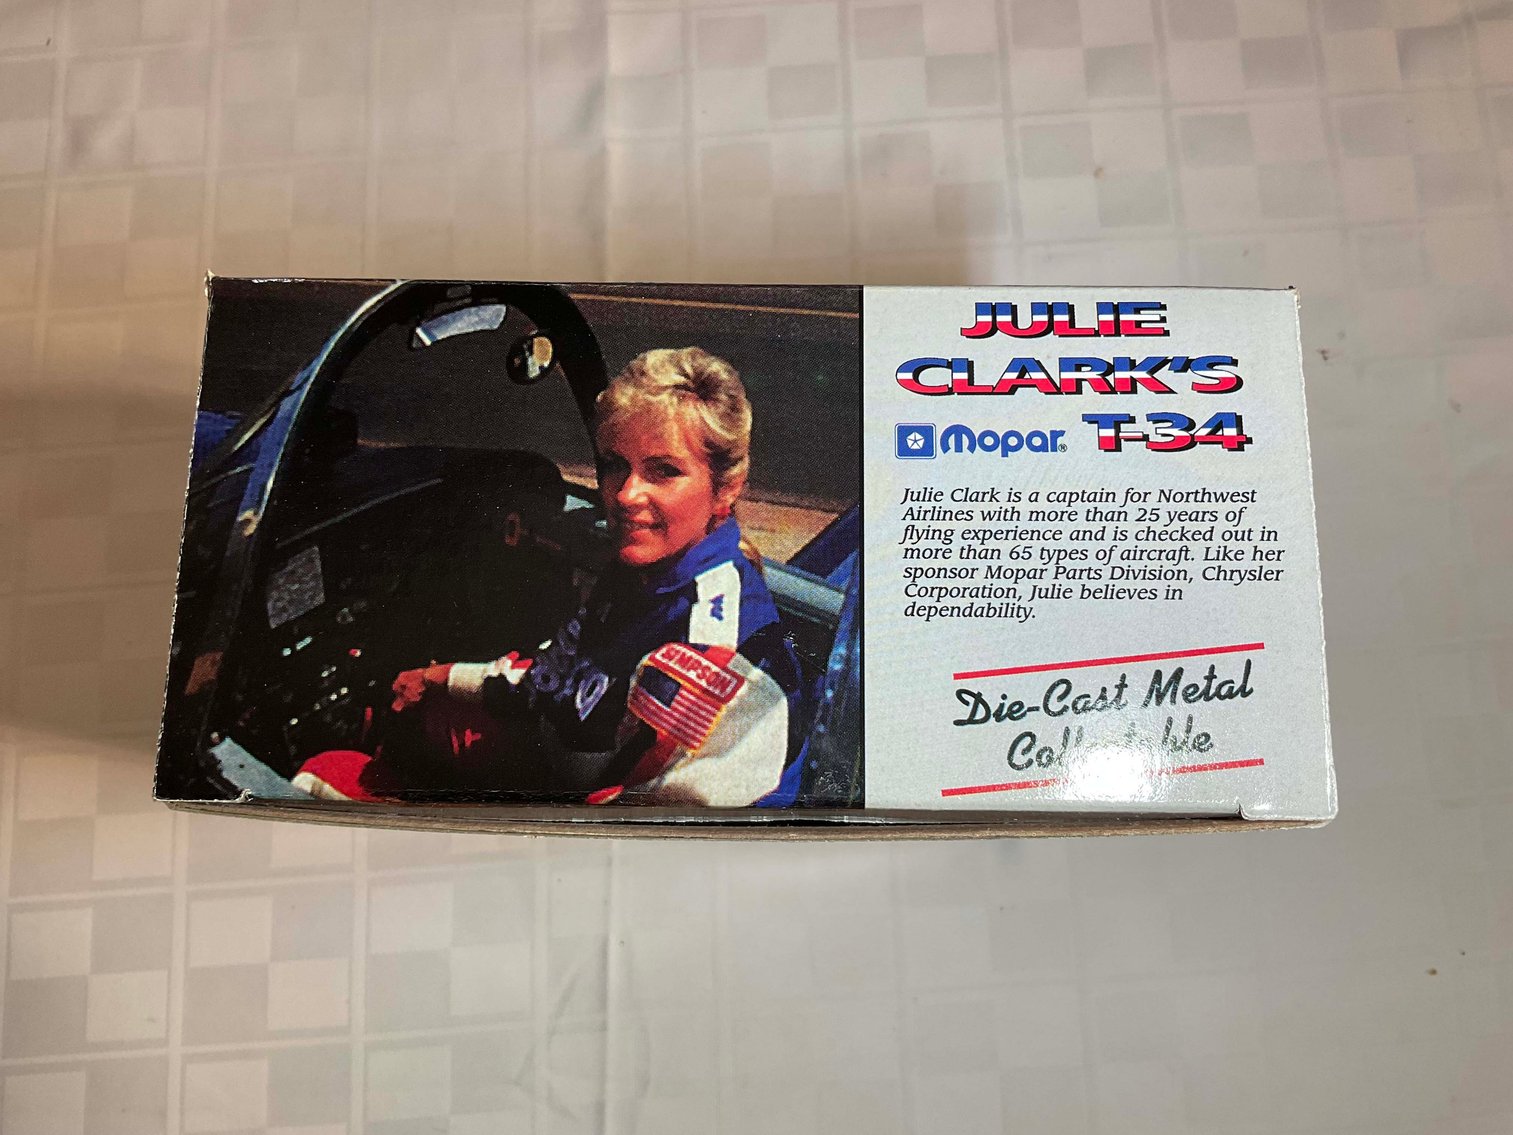 JULIE
CLARK'S
Mopar® T-34
Julie Clark is a captain for Northwest
Airlines with more than 25 years of
flying experience and is checked out in
more than 65 types of aircraft. Like her
sponsor Mopar Parts Division, Chrysler
Corporation, Julie believes in
dependability.
Die-Cast Metal
Collectable
SIMPSON